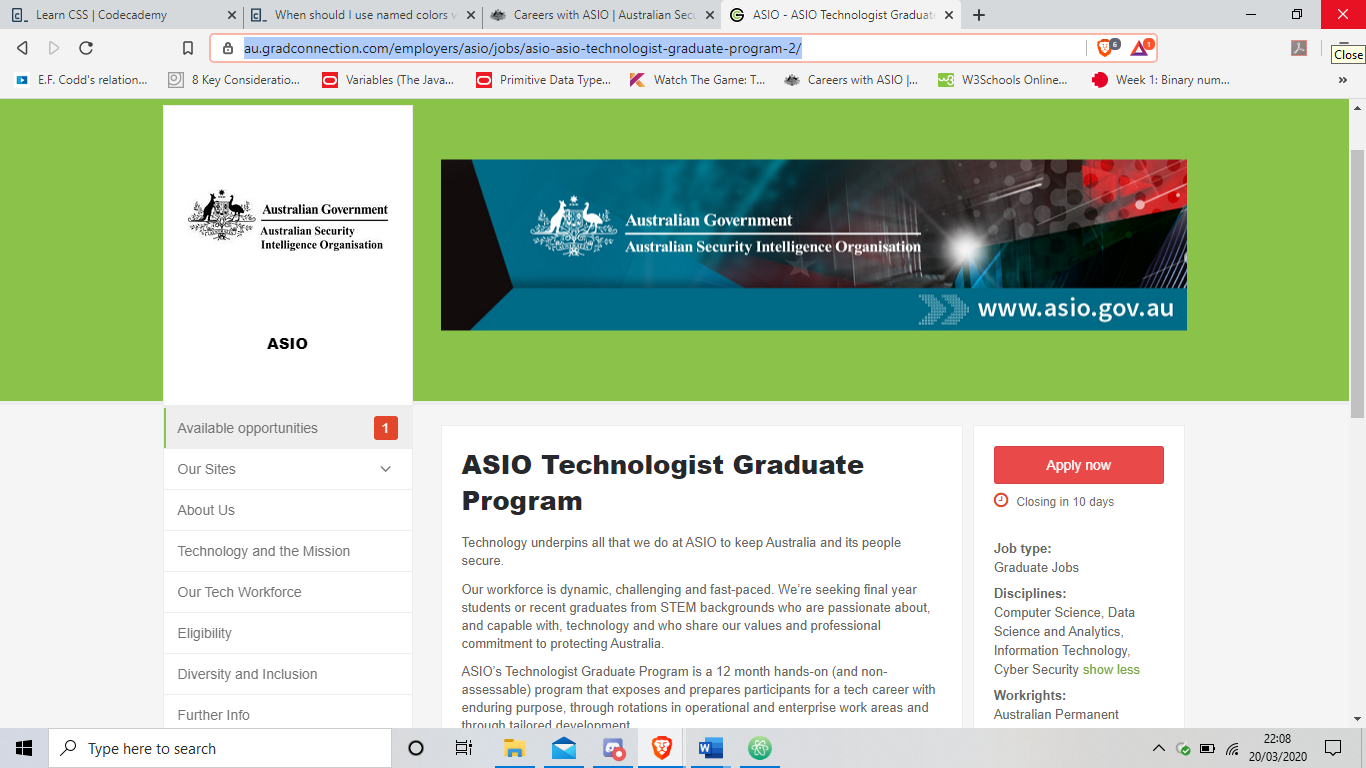 Learn CSS | Codecademy
When should I use named colors v
Careers with ASIO | Australian Secu
ASIO - ASIO Technologist Graduate
au.gradconnection.com/employers/asio/jobs/asio-asio-technologist-graduate-program-2/
6
1
Close
E.F. Codd's relation...
8 Key Consideratio...
Variables (The Java...
Primitive Data Type...
Watch The Game: T...
Careers with ASIO |...
W3Schools Online...
Week 1: Binary num...
»
Australian Government
Australian Security
Intelligence Organisation
ASIO
Australian Government
Australian Security Intelligence Organisation
www.asio.gov.au
Available opportunities 1
Our Sites
About Us
Technology and the Mission
Our Tech Workforce
Eligibility
Diversity and Inclusion
Further Info
ASIO Technologist Graduate
Program
Technology underpins all that we do at ASIO to keep Australia and its people
secure.
Our workforce is dynamic, challenging and fast-paced. We’re seeking final year
students or recent graduates from STEM backgrounds who are passionate about,
and capable with, technology and who share our values and professional
commitment to protecting Australia.
ASIO’s Technologist Graduate Program is a 12 month hands-on (and non-
assessable) program that exposes and prepares participants for a tech career with
enduring purpose, through rotations in operational and enterprise work areas and
through tailored development.
Apply now
Closing in 10 days
Job type:
Graduate Jobs
Disciplines:
Computer Science, Data
Science and Analytics,
Information Technology,
Cyber Security show less
Workrights:
Australian Permanent
Type here to search
22:08
20/03/2020